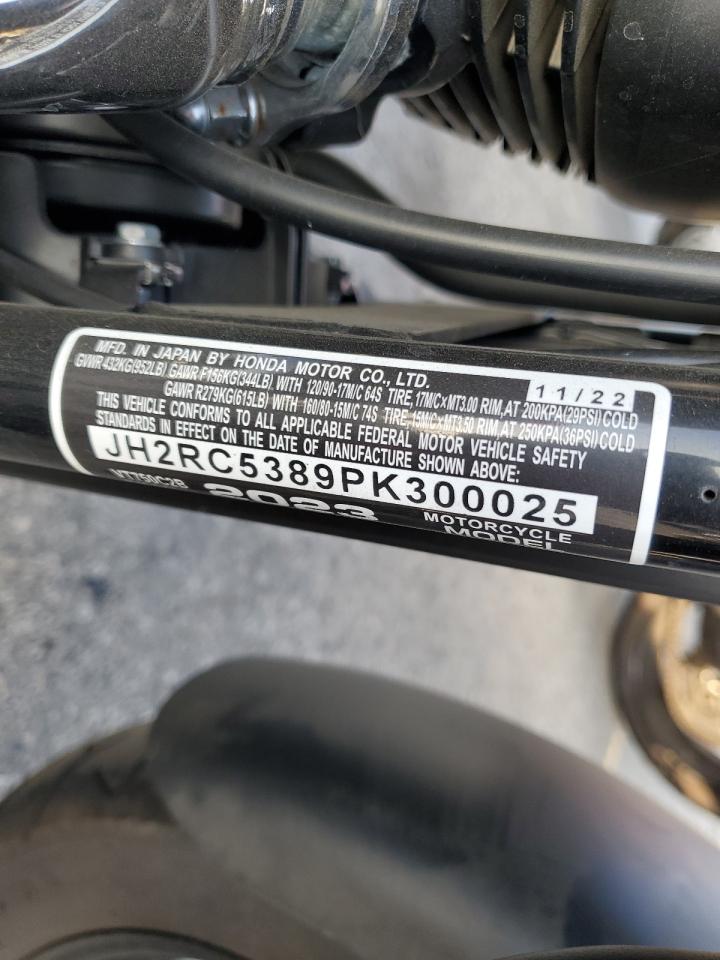 MFD. IN JAPAN BY HONDA MOTOR CO., LTD. 11/22
GVWR 432KG(952LB) GAWR F156KG(344LB) WITH 120/90-17M/C 64S TIRE 17M/C×MT3.00 RIM,AT 200KPA(29PSI)COLD
GAWR R279KG(615LB) WITH 160/80-15M/C 74S TIRE 15M/C×MT3.50 RIM,AT 250KPA(36PSI)COLD
THIS VEHICLE CONFORMS TO ALL APPLICABLE FEDERAL MOTOR VEHICLE SAFETY
STANDARDS IN EFFECT ON THE DATE OF MANUFACTURE SHOWN ABOVE:
JH2RC5389PK300025
VT750C2B 2023 MOTORCYCLE
MODEL